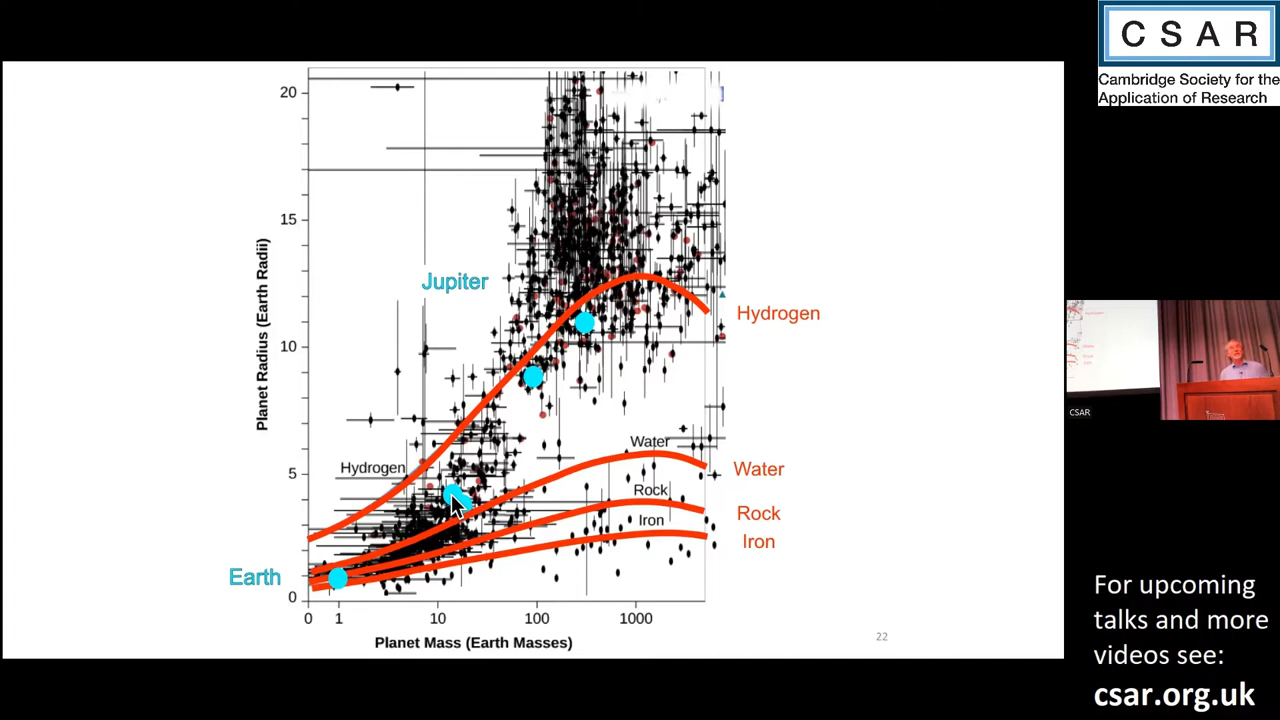 CSAR
Cambridge Society for the
Application of Research
20
15
10
5
0
Planet Radius (Earth Radii)
Jupiter
Hydrogen
Hydrogen
Water
Water
Rock
Rock
Iron
Iron
Earth
0 1 10 100 1000
Planet Mass (Earth Masses)
22
CSAR
For upcoming
talks and more
videos see:
csar.org.uk